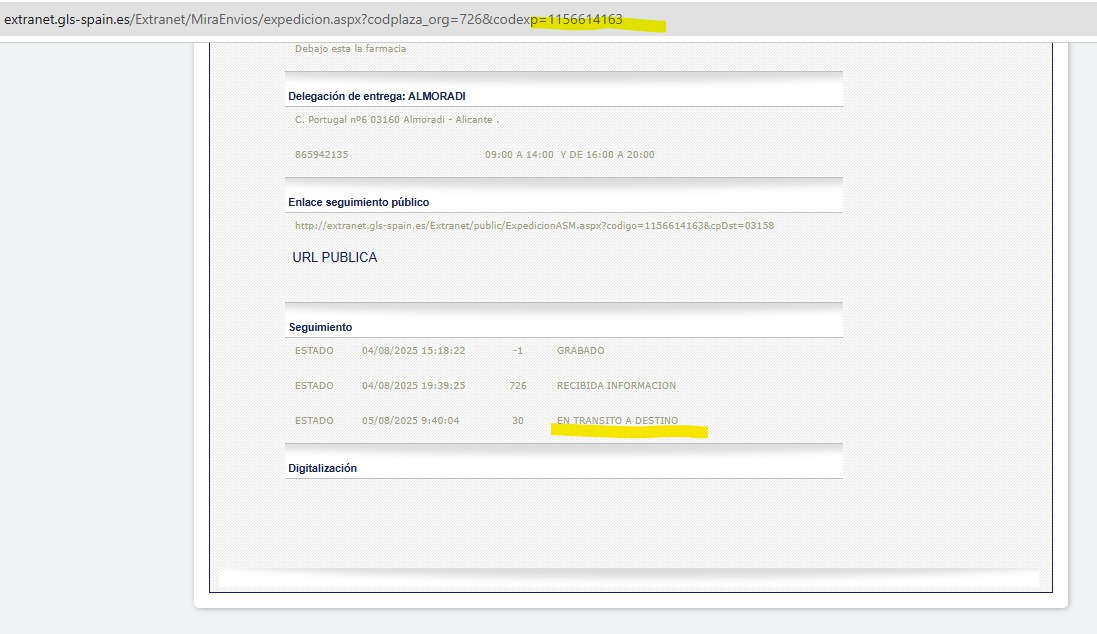 extranet.gls-spain.es/Extranet/MiraEnvios/expedicion.aspx?codplaza_org=726&codexp=1156614163
Debajo esta la farmacia
Delegación de entrega: ALMORADI
C. Portugal nº6 03160 Almoradi - Alicante .
865942135 09:00 A 14:00 Y DE 16:00 A 20:00
Enlace seguimiento público
http://extranet.gls-spain.es/Extranet/public/ExpedicionASM.aspx?codigo=1156614163&cpDst=03158
URL PUBLICA
Seguimiento
ESTADO 04/08/2025 15:18:22 -1 GRABADO
ESTADO 04/08/2025 19:39:25 726 RECIBIDA INFORMACION
ESTADO 05/08/2025 9:40:04 30 EN TRANSITO A DESTINO
Digitalización